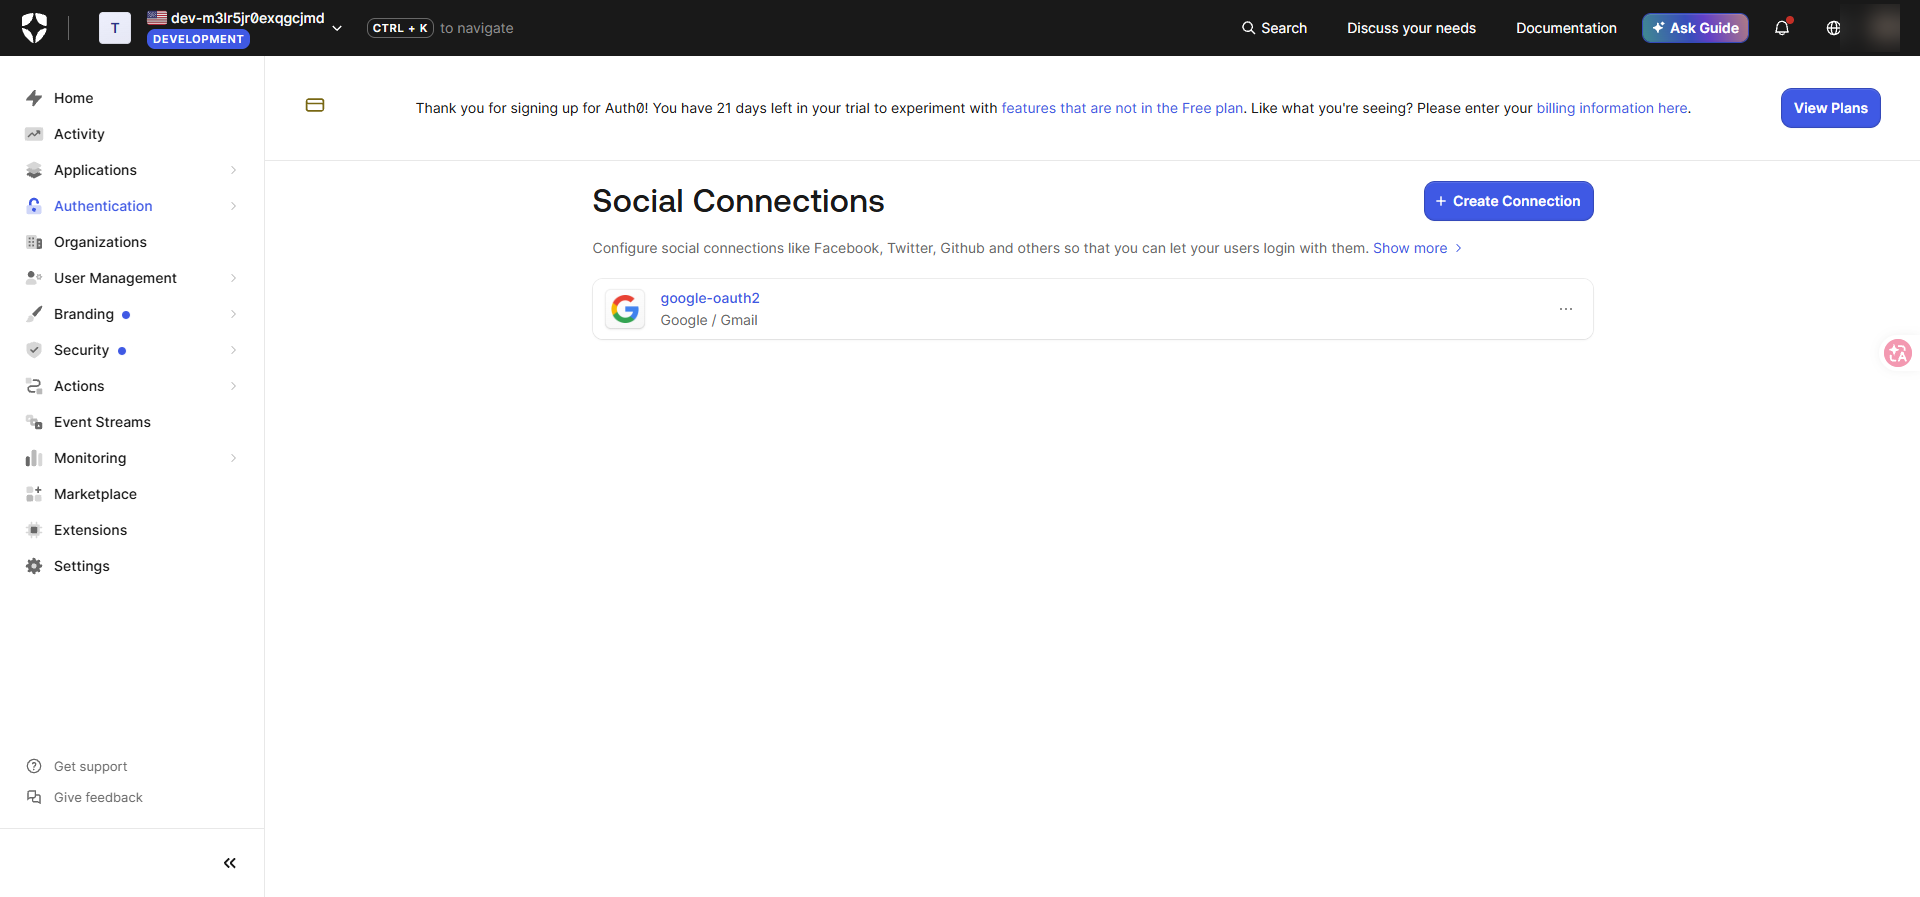 T
dev-m3lr5jr0exqgcjmd
DEVELOPMENT
CTRL + K to navigate
Search
Discuss your needs
Documentation
Ask Guide
Home
Activity
Applications
Authentication
Organizations
User Management
Branding
Security
Actions
Event Streams
Monitoring
Marketplace
Extensions
Settings
Get support
Give feedback
Thank you for signing up for Auth0! You have 21 days left in your trial to experiment with features that are not in the Free plan. Like what you're seeing? Please enter your billing information here.
View Plans
Social Connections
+ Create Connection
Configure social connections like Facebook, Twitter, Github and others so that you can let your users login with them. Show more
google-oauth2
Google / Gmail